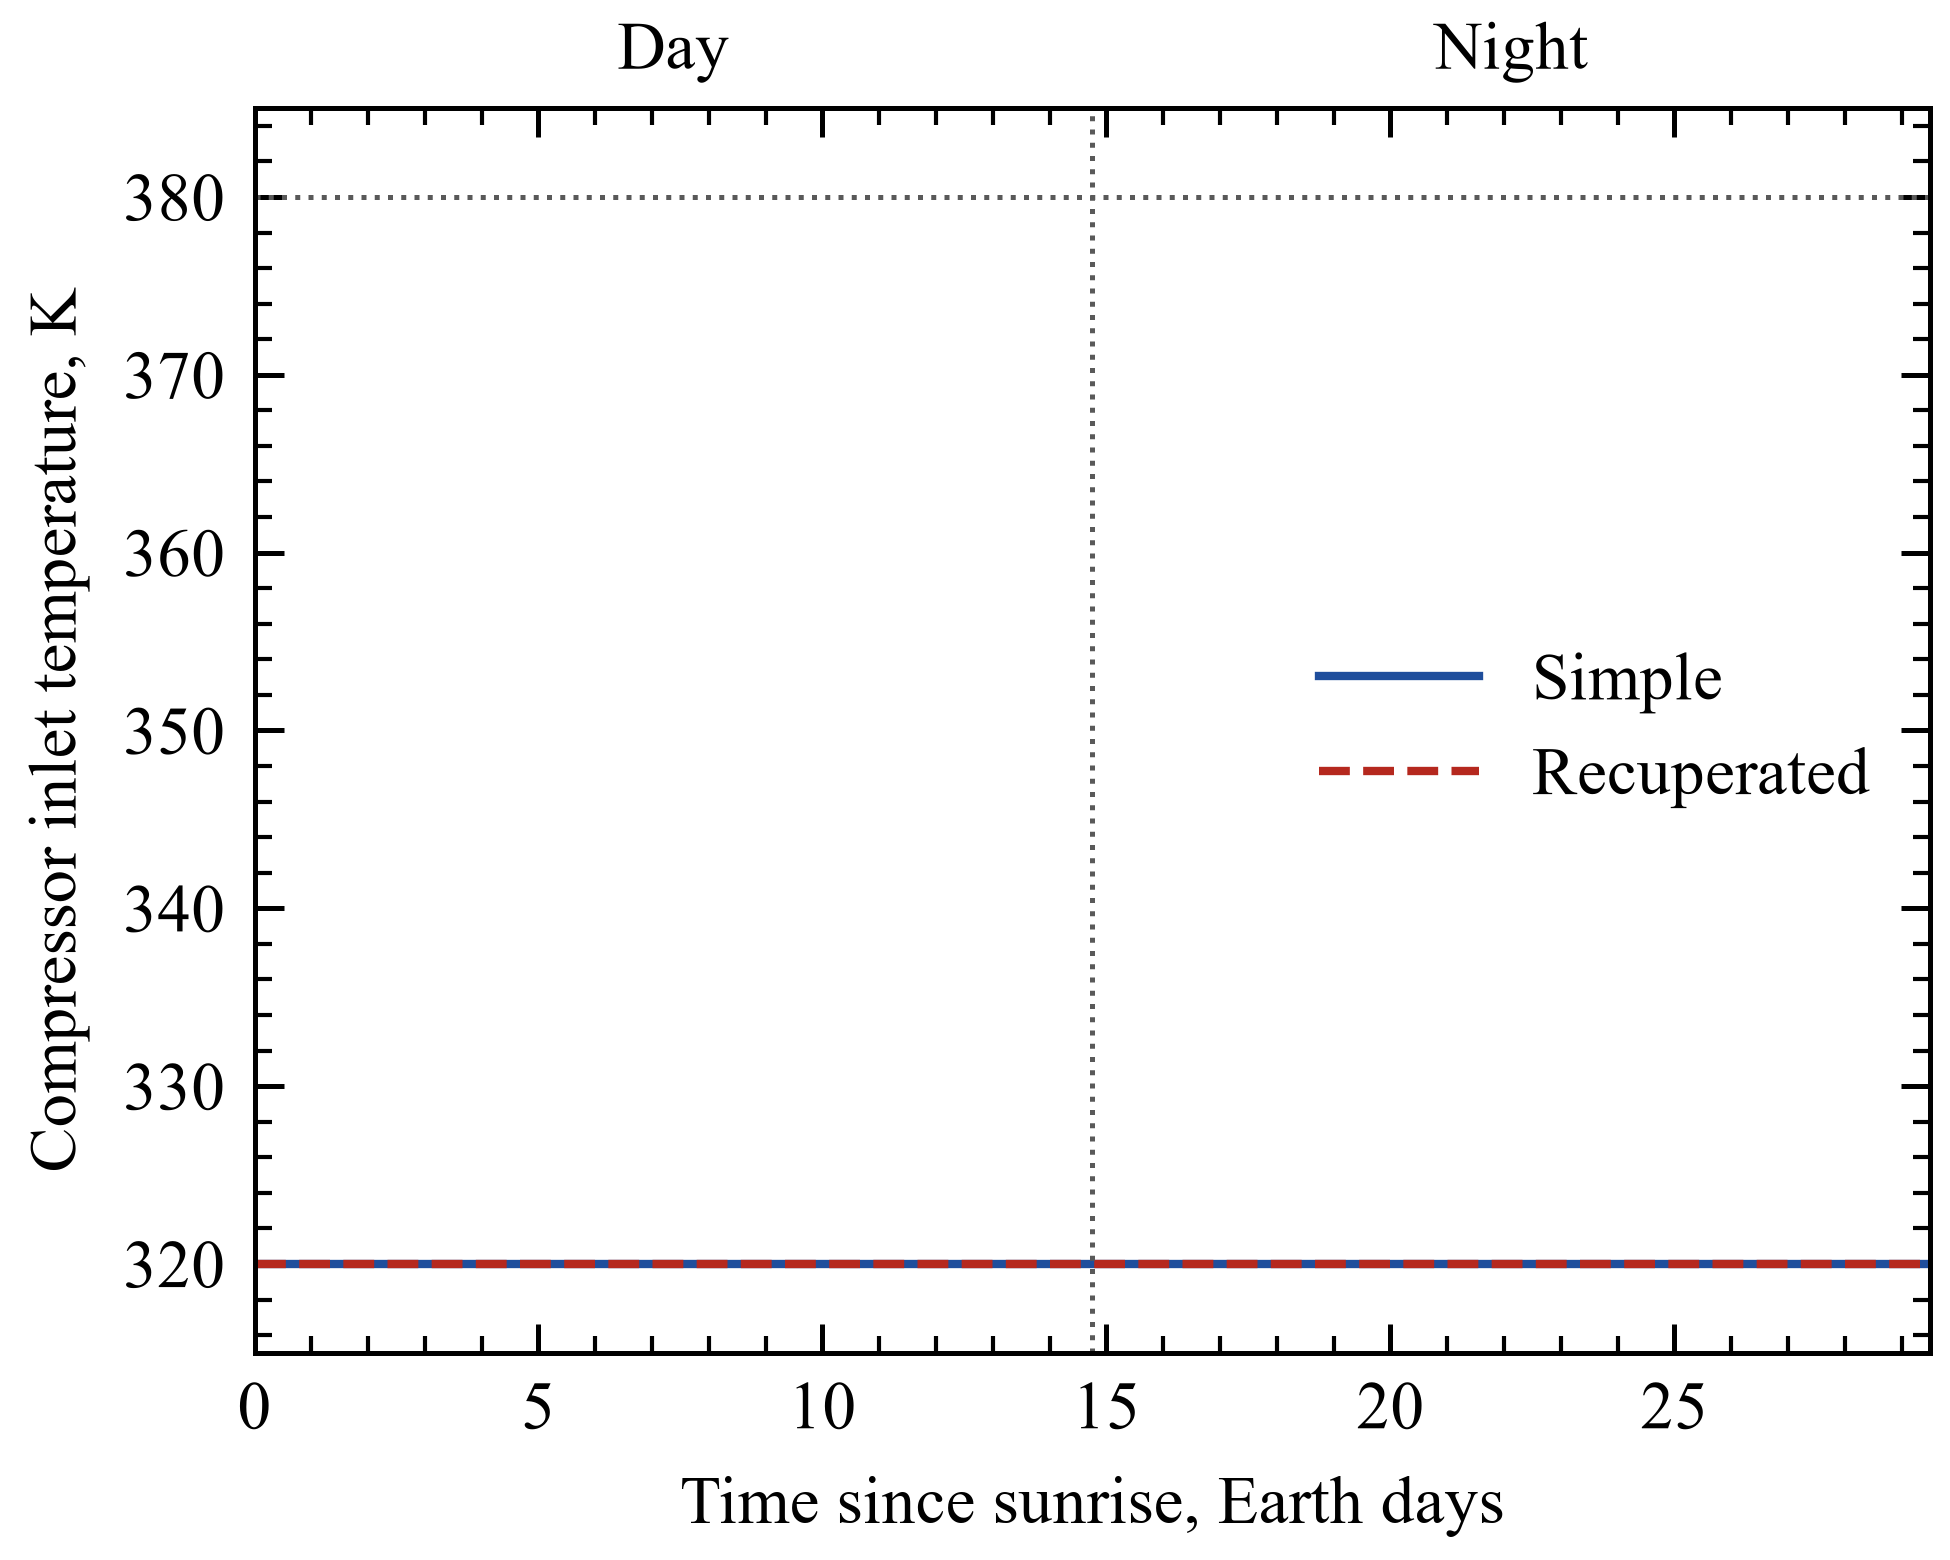 Day
Night
Compressor inlet temperature, K
380
370
360
350
340
330
320
Simple
Recuperated
0
5
10
15
20
25
Time since sunrise, Earth days